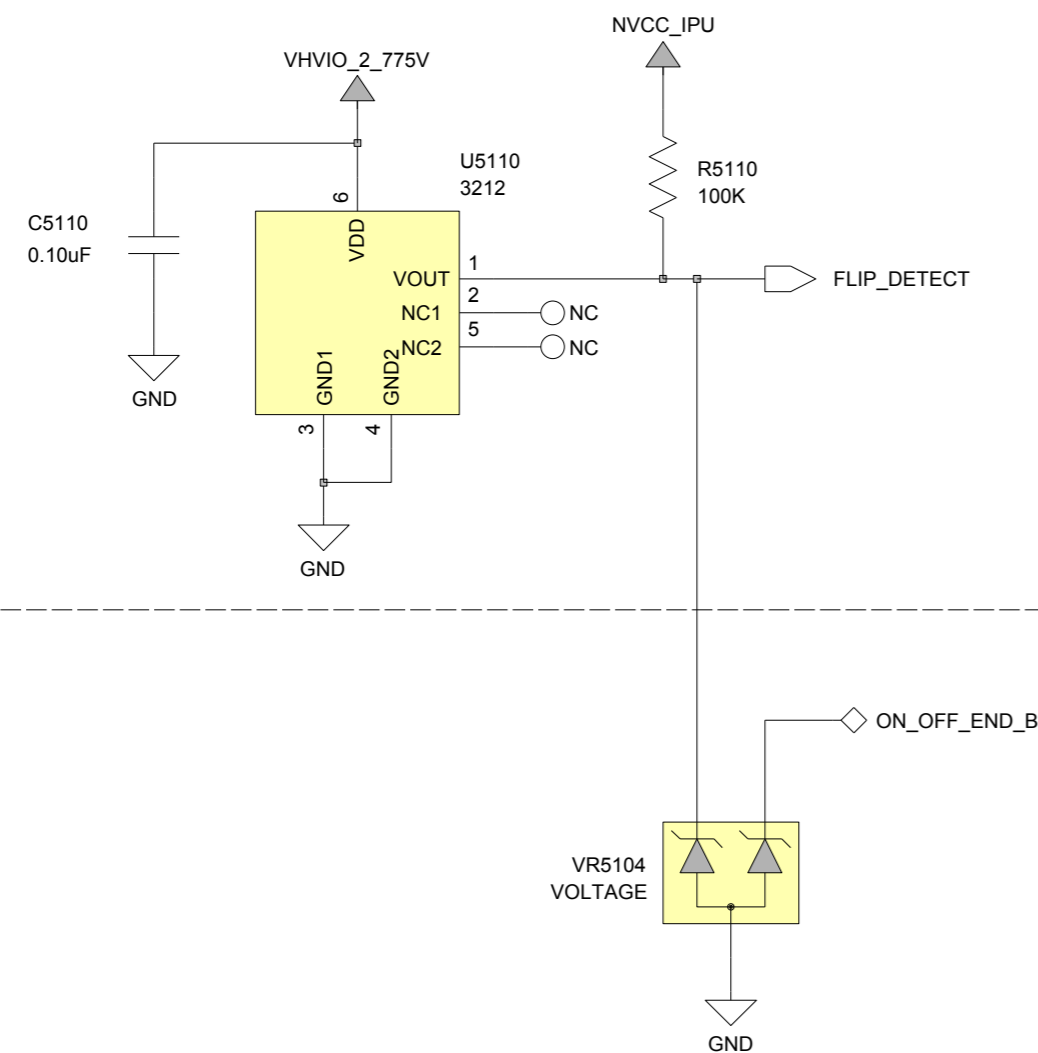 NVCC_IPU
VHVIO_2_775V
U5110
3212
R5110
100K
C5110
0.10uF
6
VDD
VOUT
1
FLIP_DETECT
NC1
2
NC
NC2
5
NC
GND1
GND2
3
4
GND
GND
ON_OFF_END_B
VR5104
VOLTAGE
GND